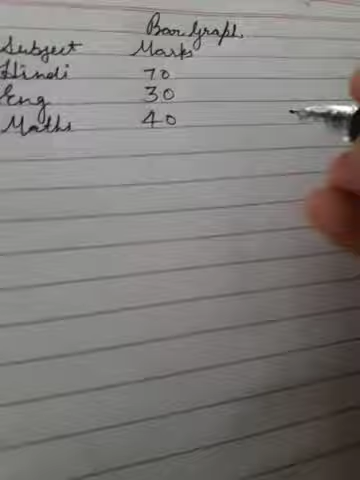 Bar Graph.
Subject Marks
Hindi 70
Eng 30
Maths 40